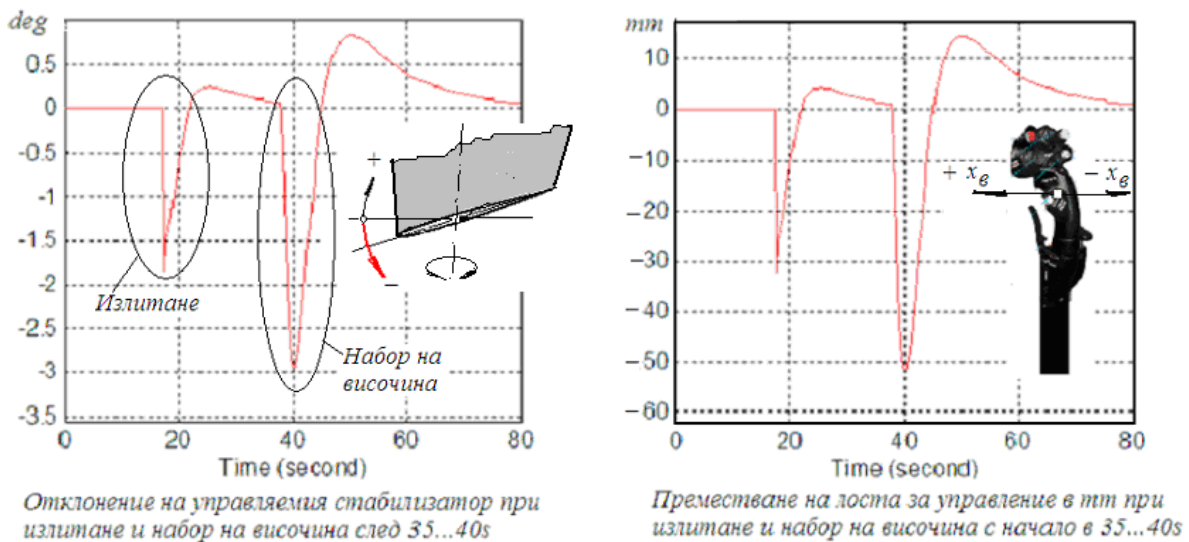 deg
0.5
0
-0.5
-1
-1.5
-2
-2.5
-3
-3.5
0
20
40
60
80
Time (second)
+
−
Излитане
Набор на
височина
Отклонение на управляемия стабилизатор при
излитане и набор на височина след 35...40s
mm
10
0
−10
−20
−30
−40
−50
−60
0
20
40
60
80
Time (second)
+ xв
− xв
Преместване на лоста за управление в mm при
излитане и набор на височина с начало в 35...40s